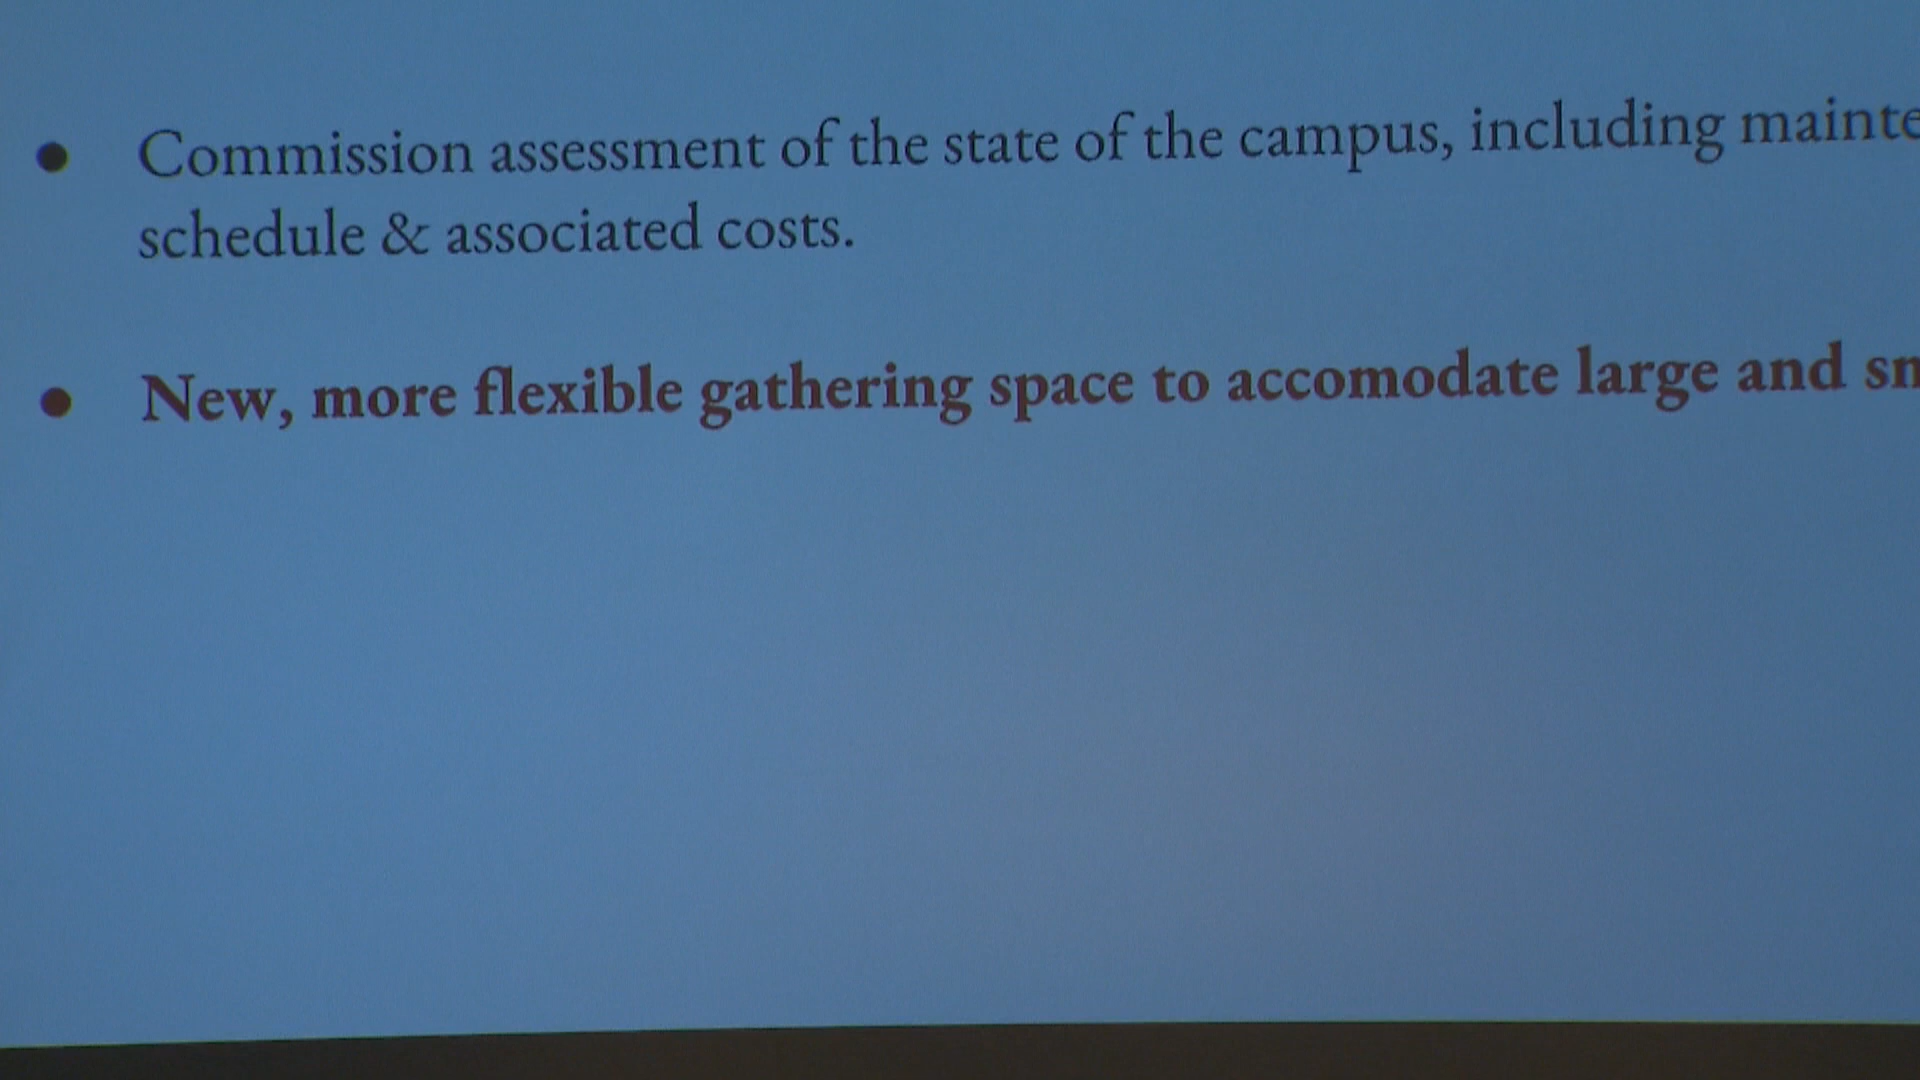 ● Commission assessment of the state of the campus, including mainte
schedule & associated costs.
● New, more flexible gathering space to accomodate large and sm